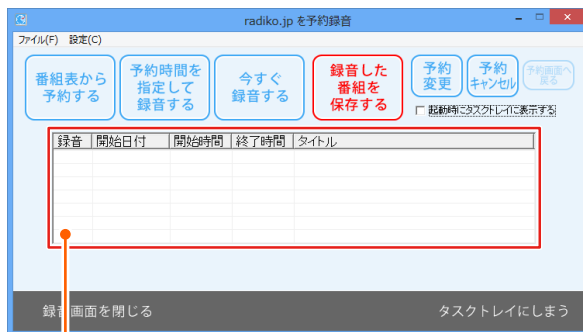 radiko.jp を予約録音
ファイル(F) 設定(C)
番組表から
予約する
予約時間を
指定して
録音する
今すぐ
録音する
録音した
番組を
保存する
予約
変更
予約
キャンセル
予約画面へ
戻る
起動時にタスクトレイに表示する
録音 開始日付 開始時間 終了時間 タイトル
録音画面を閉じる
タスクトレイにしまう